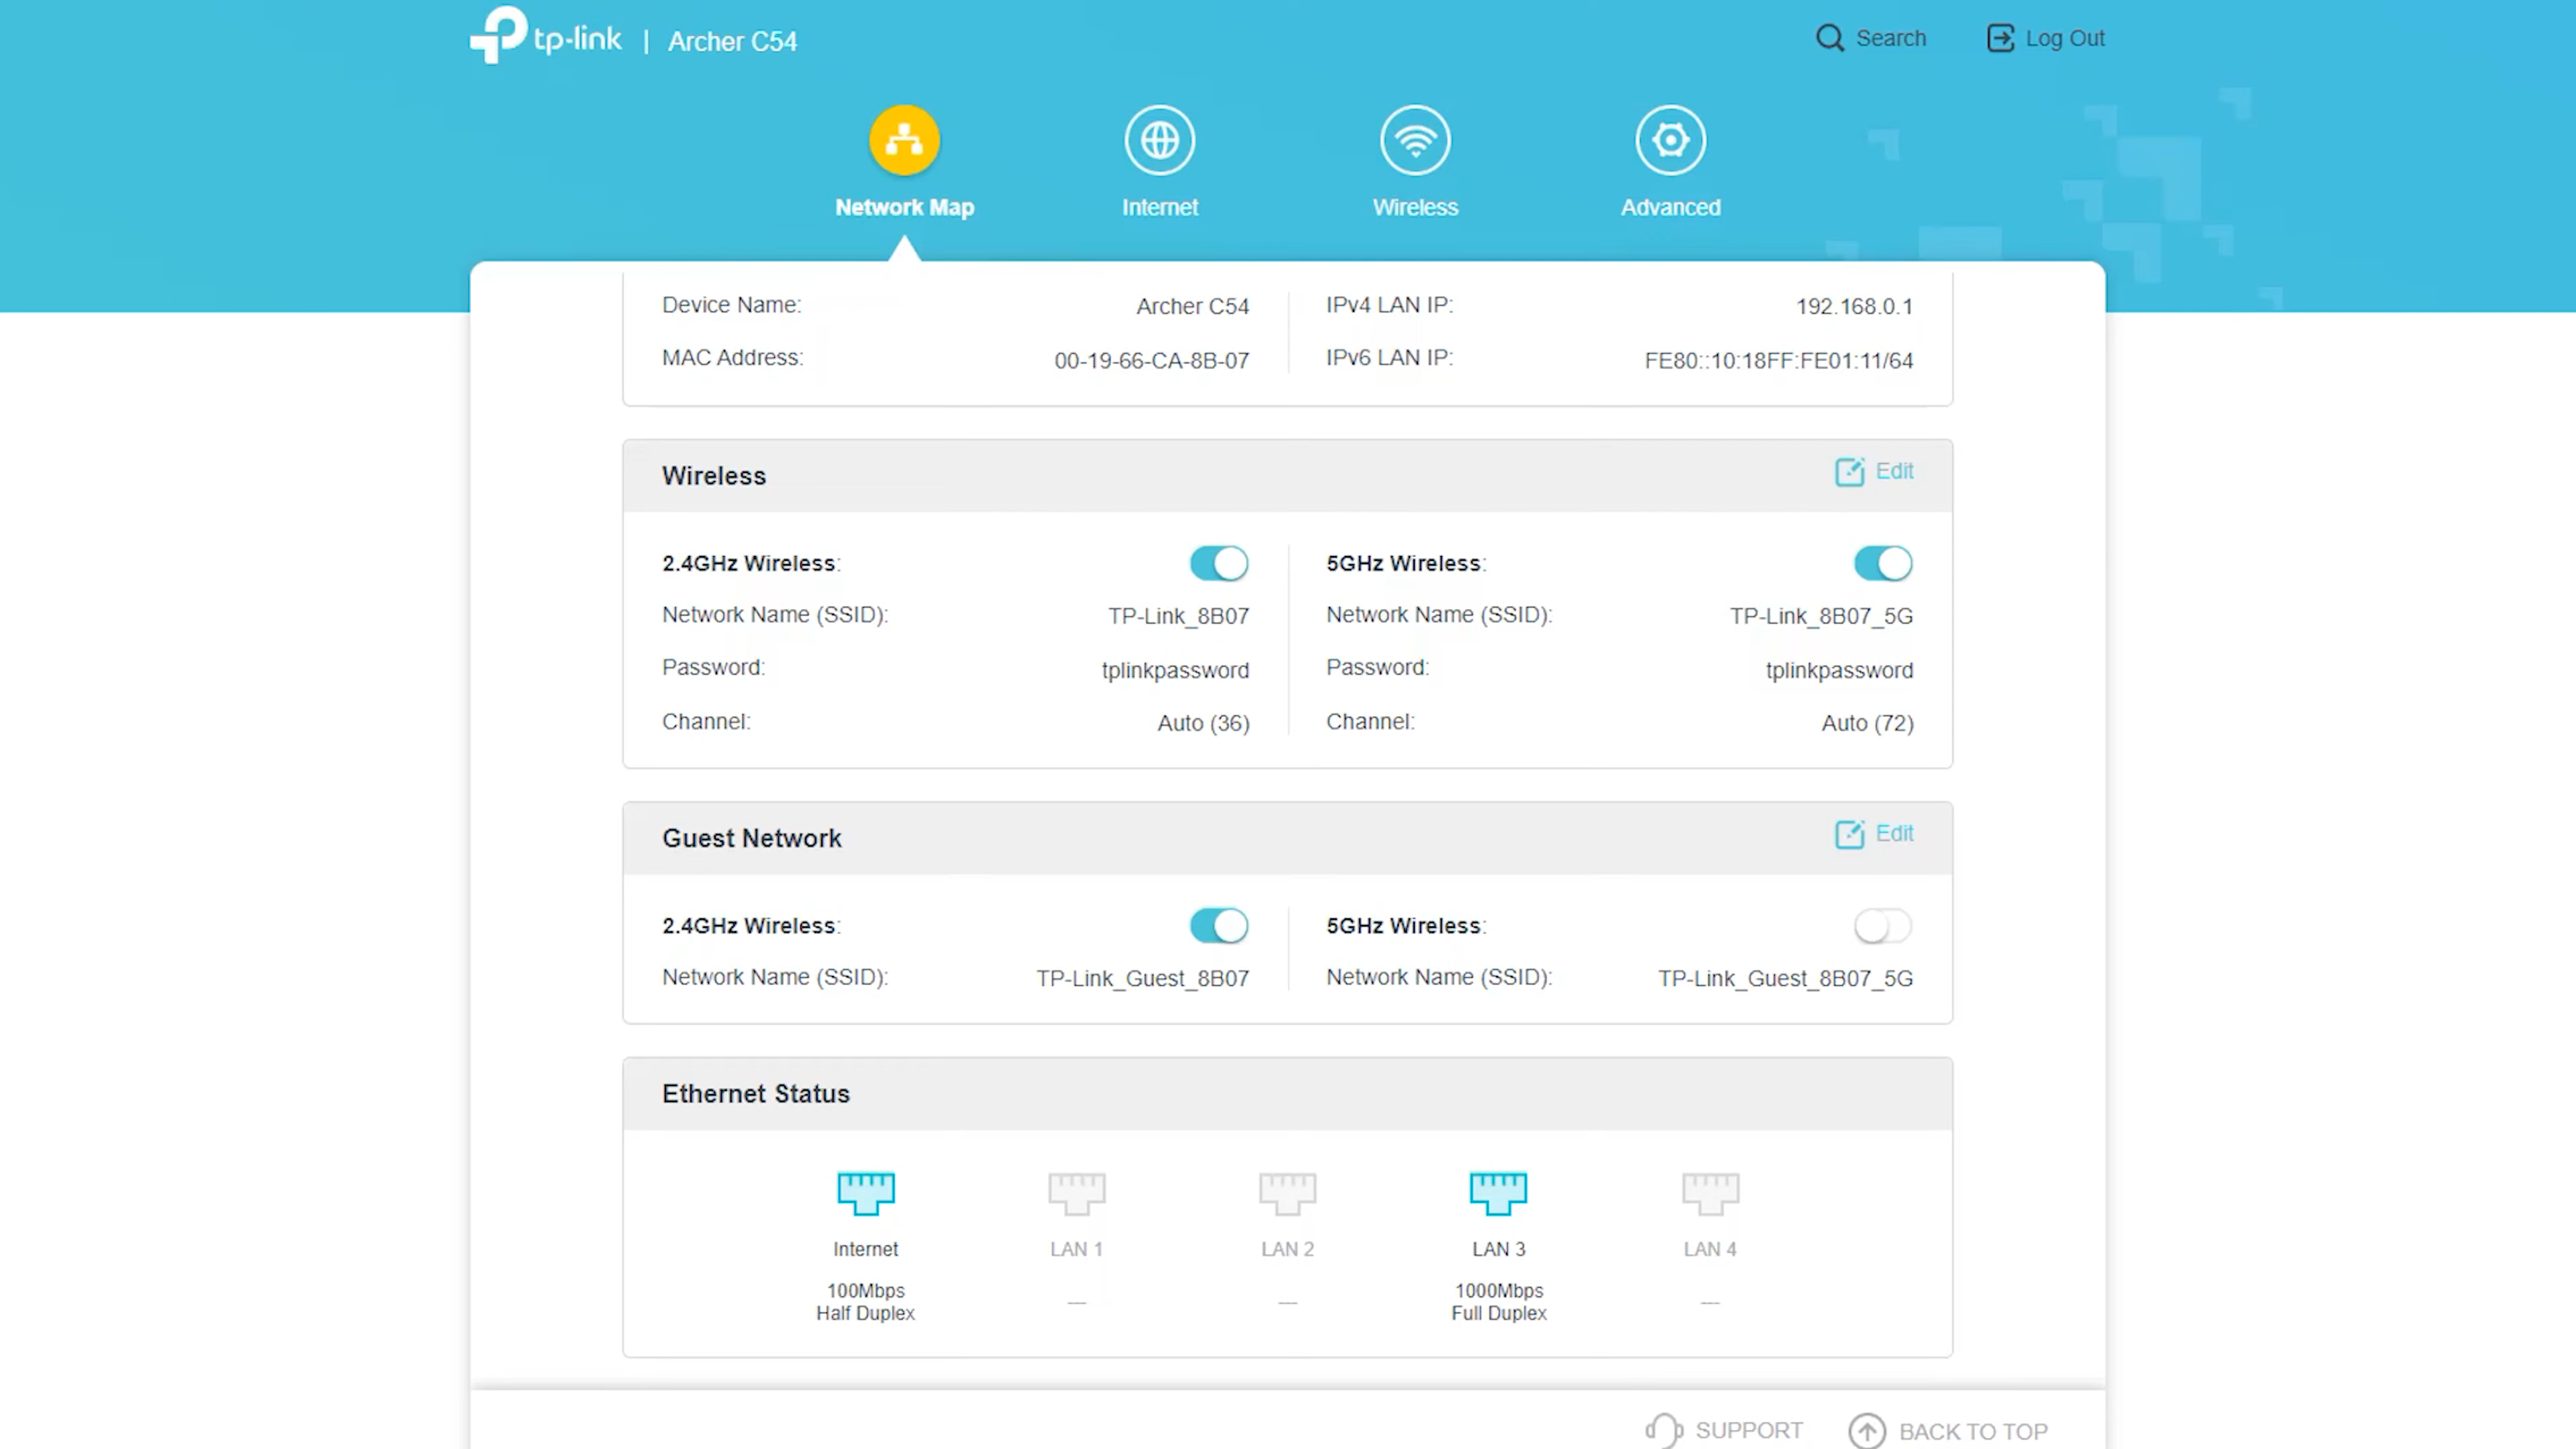 tp-link | Archer C54
Search
Log Out
Network Map
Internet
Wireless
Advanced
Device Name: Archer C54
IPv4 LAN IP: 192.168.0.1
MAC Address: 00-19-66-CA-8B-07
IPv6 LAN IP: FE80::10:18FF:FE01:11/64
Wireless
Edit
2.4GHz Wireless:
5GHz Wireless:
Network Name (SSID): TP-Link_8B07
Network Name (SSID): TP-Link_8B07_5G
Password: tplinkpassword
Password: tplinkpassword
Channel: Auto (36)
Channel: Auto (72)
Guest Network
Edit
2.4GHz Wireless:
5GHz Wireless:
Network Name (SSID): TP-Link_Guest_8B07
Network Name (SSID): TP-Link_Guest_8B07_5G
Ethernet Status
Internet
LAN 1
LAN 2
LAN 3
LAN 4
100Mbps
Half Duplex
---
---
1000Mbps
Full Duplex
---
SUPPORT
BACK TO TOP